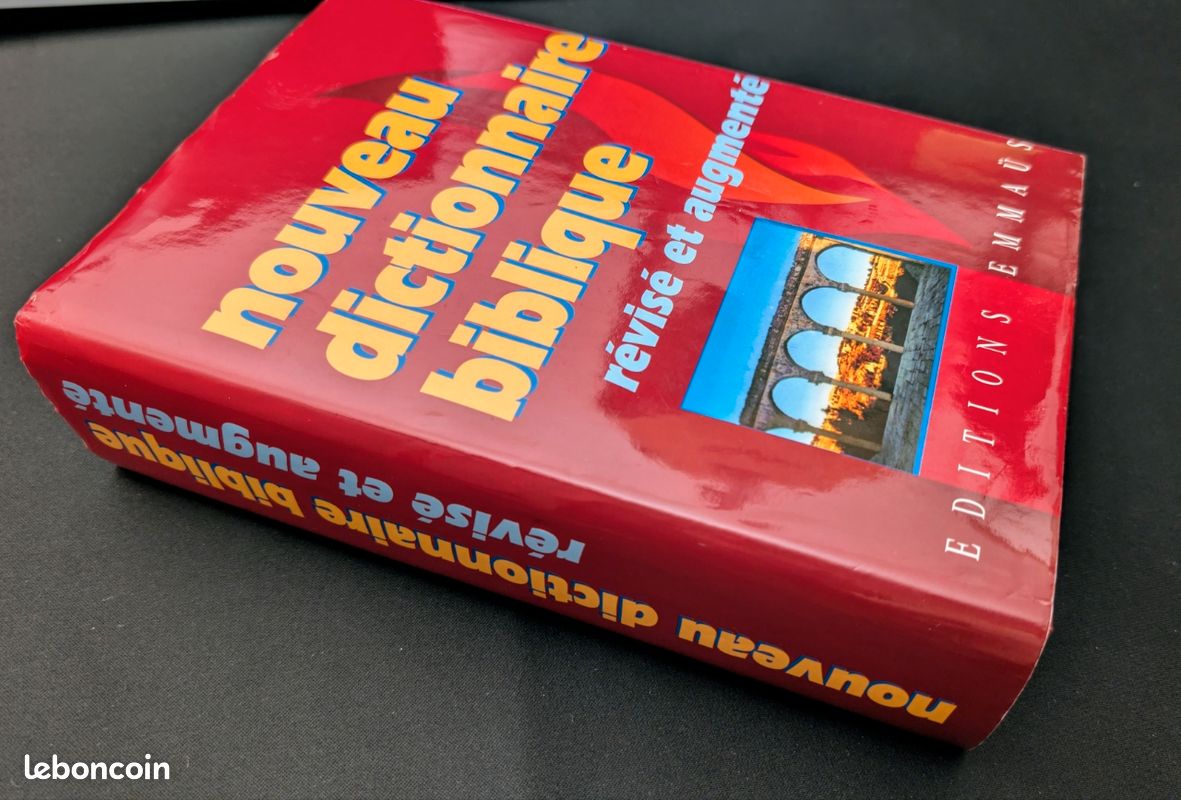 nouveau
dictionnaire
biblique
révisé et augmenté
EDITIONS EMMAÜS
nouveau dictionnaire biblique
révisé et augmenté
leboncoin